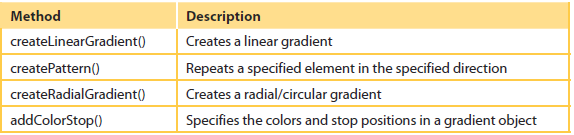 Method Description
createLinearGradient() Creates a linear gradient
createPattern() Repeats a specified element in the specified direction
createRadialGradient() Creates a radial/circular gradient
addColorStop() Specifies the colors and stop positions in a gradient object